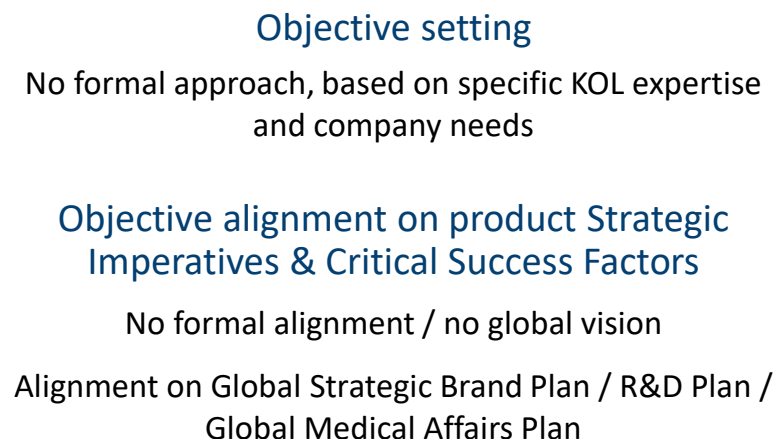 Objective setting
No formal approach, based on specific KOL expertise
and company needs
Objective alignment on product Strategic
Imperatives & Critical Success Factors
No formal alignment / no global vision
Alignment on Global Strategic Brand Plan / R&D Plan /
Global Medical Affairs Plan